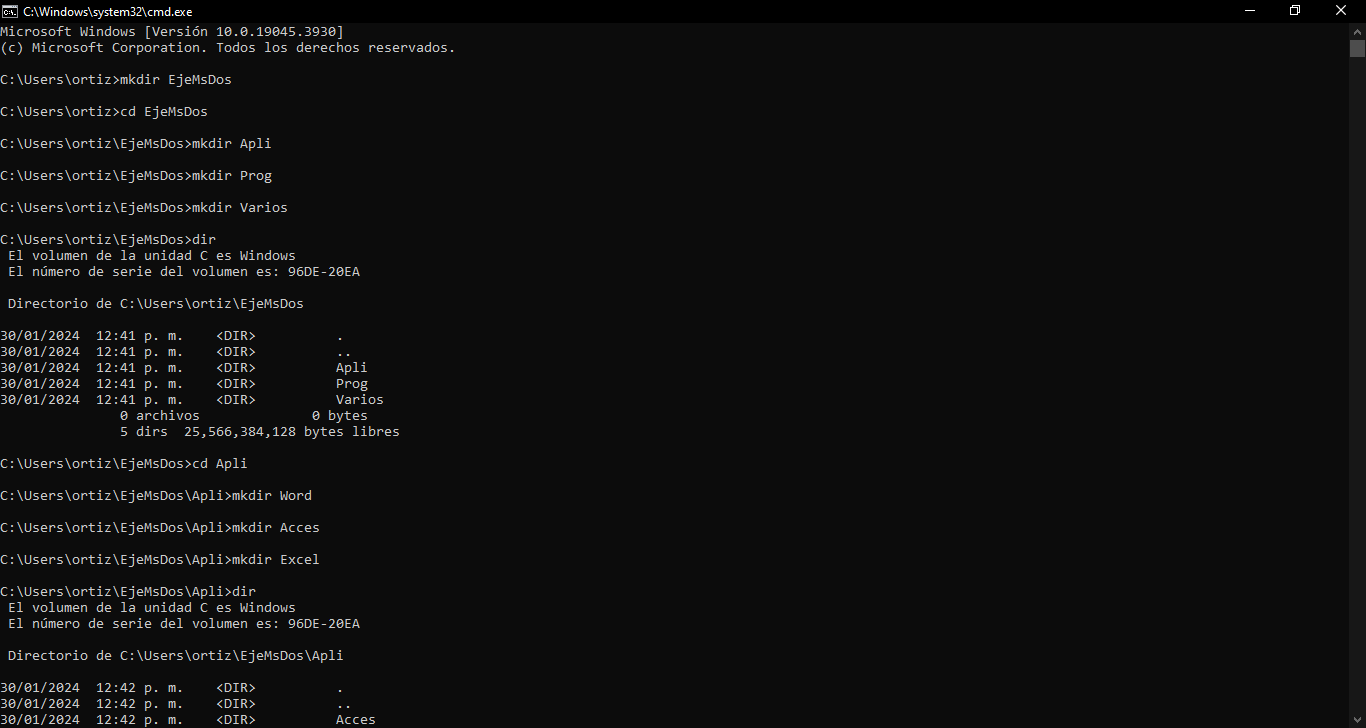 C:\Windows\system32\cmd.exe
Microsoft Windows [Versión 10.0.19045.3930]
(c) Microsoft Corporation. Todos los derechos reservados.
C:\Users\ortiz>mkdir EjeMsDos
C:\Users\ortiz>cd EjeMsDos
C:\Users\ortiz\EjeMsDos>mkdir Apli
C:\Users\ortiz\EjeMsDos>mkdir Prog
C:\Users\ortiz\EjeMsDos>mkdir Varios
C:\Users\ortiz\EjeMsDos>dir
 El volumen de la unidad C es Windows
 El número de serie del volumen es: 96DE-20EA
 Directorio de C:\Users\ortiz\EjeMsDos
30/01/2024  12:41 p. m.    <DIR>          .
30/01/2024  12:41 p. m.    <DIR>          ..
30/01/2024  12:41 p. m.    <DIR>          Apli
30/01/2024  12:41 p. m.    <DIR>          Prog
30/01/2024  12:41 p. m.    <DIR>          Varios
               0 archivos              0 bytes
               5 dirs  25,566,384,128 bytes libres
C:\Users\ortiz\EjeMsDos>cd Apli
C:\Users\ortiz\EjeMsDos\Apli>mkdir Word
C:\Users\ortiz\EjeMsDos\Apli>mkdir Acces
C:\Users\ortiz\EjeMsDos\Apli>mkdir Excel
C:\Users\ortiz\EjeMsDos\Apli>dir
 El volumen de la unidad C es Windows
 El número de serie del volumen es: 96DE-20EA
 Directorio de C:\Users\ortiz\EjeMsDos\Apli
30/01/2024  12:42 p. m.    <DIR>          .
30/01/2024  12:42 p. m.    <DIR>          ..
30/01/2024  12:42 p. m.    <DIR>          Acces